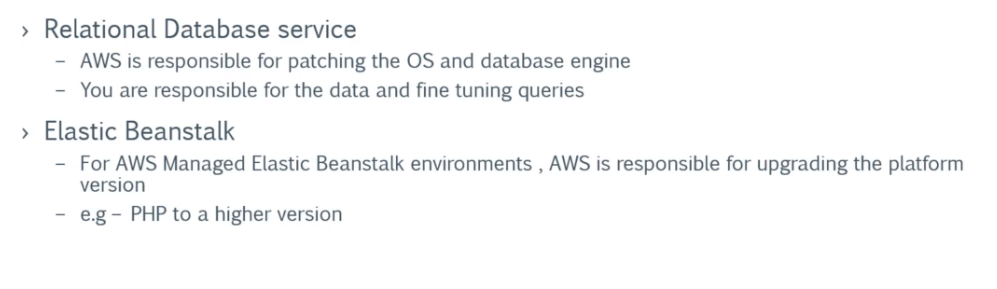 › Relational Database service
– AWS is responsible for patching the OS and database engine
– You are responsible for the data and fine tuning queries
› Elastic Beanstalk
– For AWS Managed Elastic Beanstalk environments , AWS is responsible for upgrading the platform
version
– e.g – PHP to a higher version